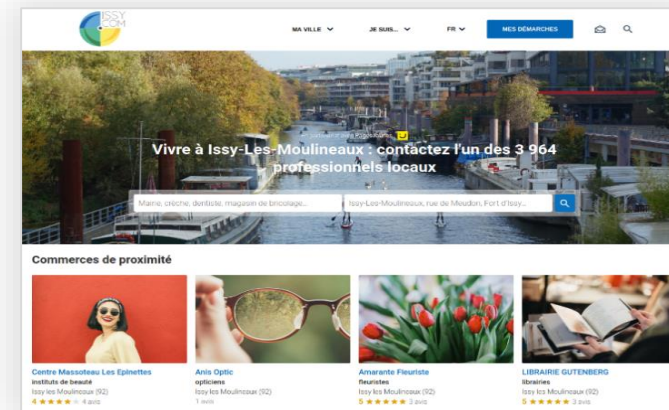 ISSY
.COM
MA VILLE
JE SUIS...
FR
MES DÉMARCHES
Vivre à Issy-Les-Moulineaux : contactez l'un des 3 964
professionnels locaux
Mairie, crèche, dentiste, magasin de bricolage...
Issy-Les-Moulineaux, rue de Meudon, Fort d'Issy...
Commerces de proximité
Centre Massoteau Les Epinettes
instituts de beauté
Issy les Moulineaux (92)
4 ★★★★★ 4 avis
Anis Optic
opticiens
Issy les Moulineaux (92)
1 avis
Amarante Fleuriste
fleuristes
Issy les Moulineaux (92)
5 ★★★★★ 3 avis
LIBRAIRIE GUTENBERG
librairies
Issy les Moulineaux (92)
5 ★★★★★ 3 avis